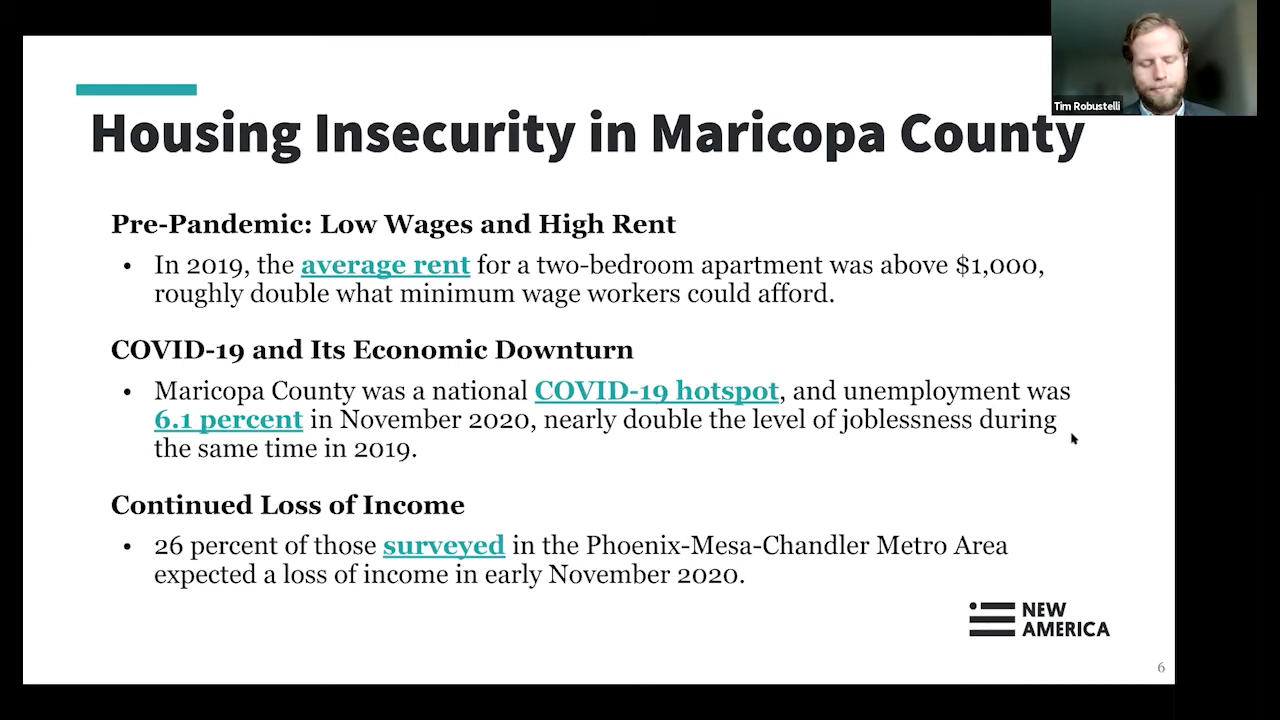 Tim Robustelli
Housing Insecurity in Maricopa County
Pre-Pandemic: Low Wages and High Rent
• In 2019, the average rent for a two-bedroom apartment was above $1,000,
roughly double what minimum wage workers could afford.
COVID-19 and Its Economic Downturn
• Maricopa County was a national COVID-19 hotspot, and unemployment was
6.1 percent in November 2020, nearly double the level of joblessness during
the same time in 2019.
Continued Loss of Income
• 26 percent of those surveyed in the Phoenix-Mesa-Chandler Metro Area
expected a loss of income in early November 2020.
NEW
AMERICA
6